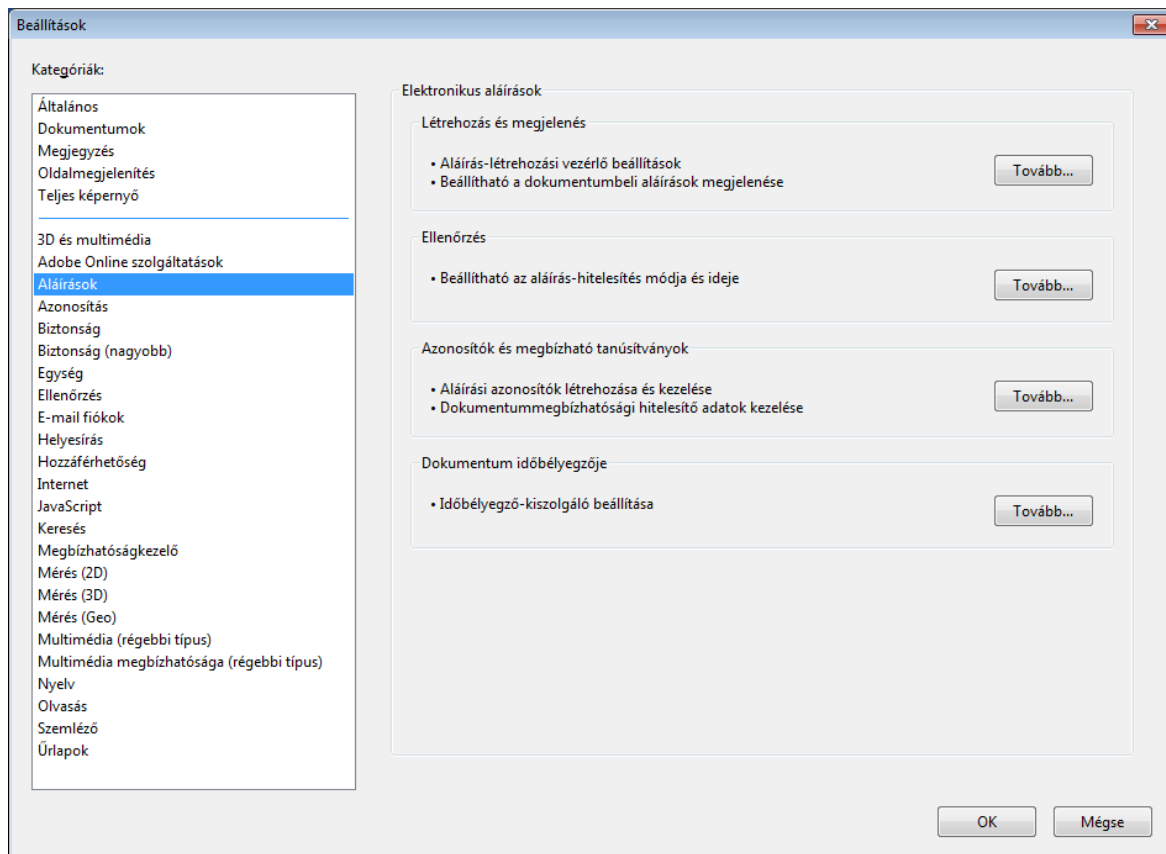 Beállítások
Kategóriák:
Általános
Dokumentumok
Megjegyzés
Oldalmegjelenítés
Teljes képernyő
3D és multimédia
Adobe Online szolgáltatások
Aláírások
Azonosítás
Biztonság
Biztonság (nagyobb)
Egység
Ellenőrzés
E-mail fiókok
Helyesírás
Hozzáférhetőség
Internet
JavaScript
Keresés
Megbízhatóságkezelő
Mérés (2D)
Mérés (3D)
Mérés (Geo)
Multimédia (régebbi típus)
Multimédia megbízhatósága (régebbi típus)
Nyelv
Olvasás
Szemléző
Űrlapok
Elektronikus aláírások
Létrehozás és megjelenés
• Aláírás-létrehozási vezérlő beállítások
• Beállítható a dokumentumbeli aláírások megjelenése
Tovább...
Ellenőrzés
• Beállítható az aláírás-hitelesítés módja és ideje
Tovább...
Azonosítók és megbízható tanúsítványok
• Aláírási azonosítók létrehozása és kezelése
• Dokumentummegbízhatósági hitelesítő adatok kezelése
Tovább...
Dokumentum időbélyegzője
• Időbélyegző-kiszolgáló beállítása
Tovább...
OK
Mégse